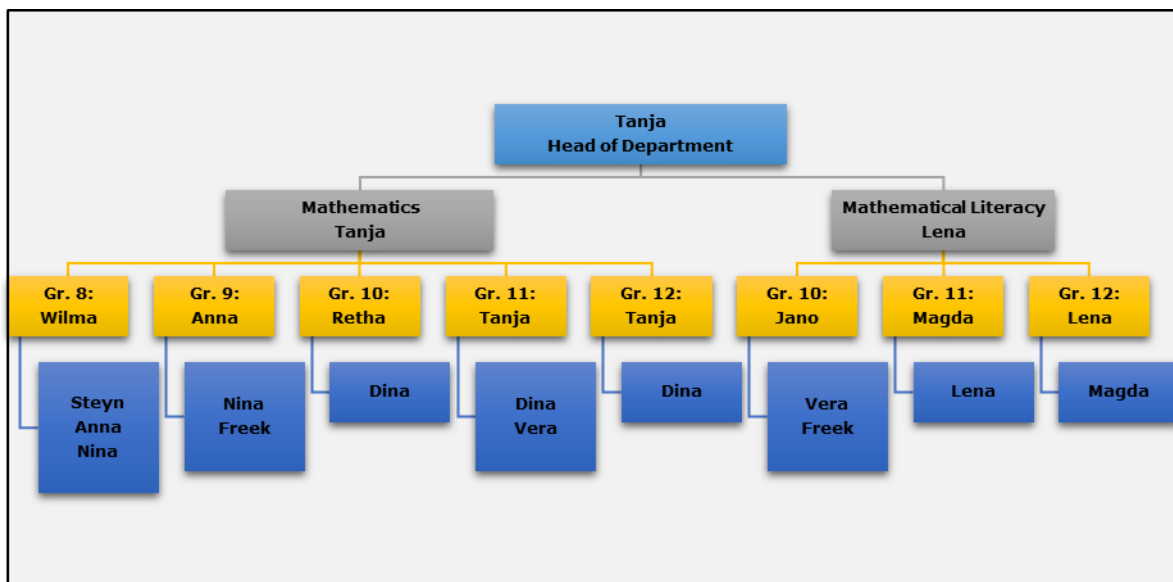 Tanja
Head of Department
Mathematics
Tanja
Mathematical Literacy
Lena
Gr. 8:
Wilma
Gr. 9:
Anna
Gr. 10:
Retha
Gr. 11:
Tanja
Gr. 12:
Tanja
Gr. 10:
Jano
Gr. 11:
Magda
Gr. 12:
Lena
Steyn
Anna
Nina
Nina
Freek
Dina
Dina
Vera
Dina
Vera
Freek
Lena
Magda